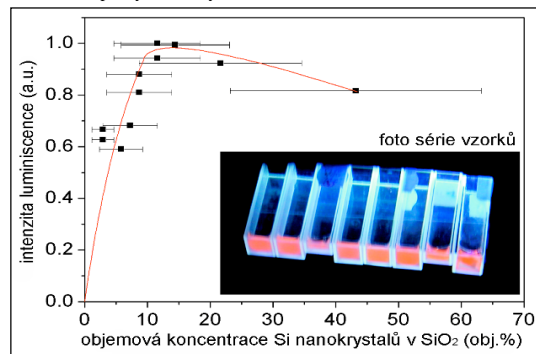 1.0
0.8
0.6
0.4
0.2
0.0
intenzita luminiscence (a.u.)
foto série vzorků
0 10 20 30 40 50 60 70
objemová koncentrace Si nanokrystalů v SiO₂ (obj.%)